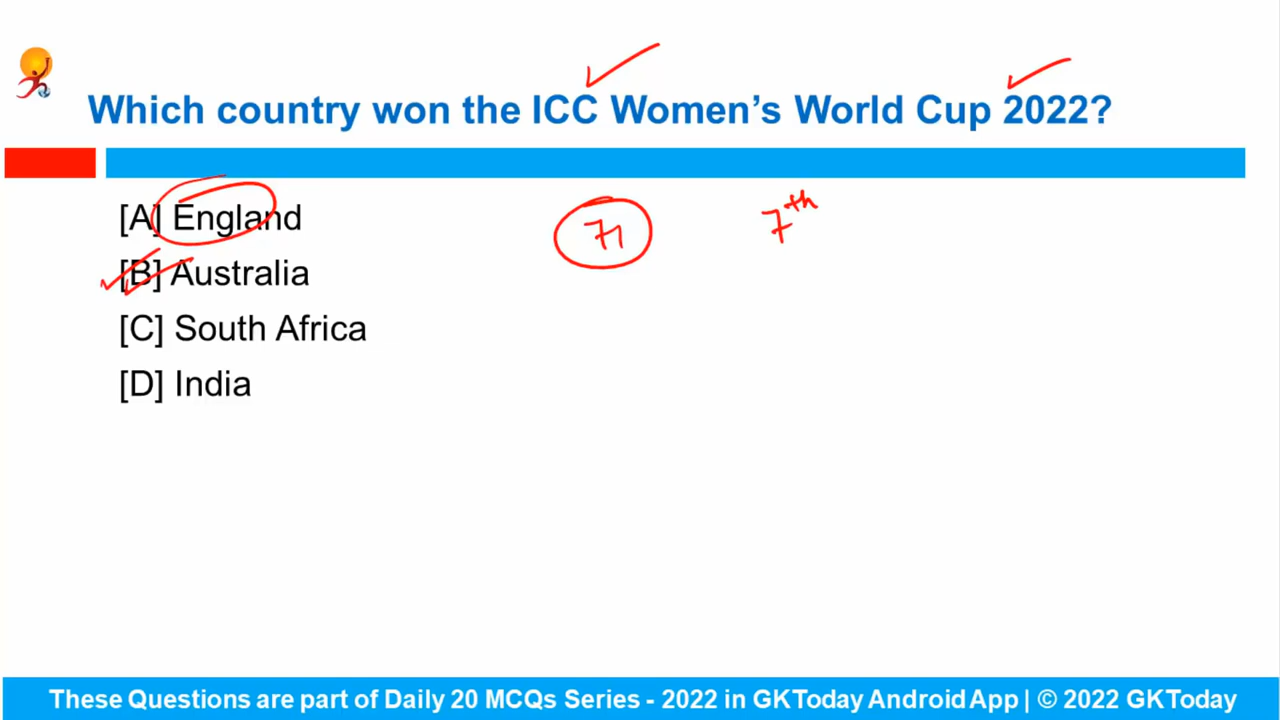 Which country won the ICC Women's World Cup 2022?
[A] England
[B] Australia
[C] South Africa
[D] India
71
7th
These Questions are part of Daily 20 MCQs Series - 2022 in GKToday Android App | © 2022 GKToday